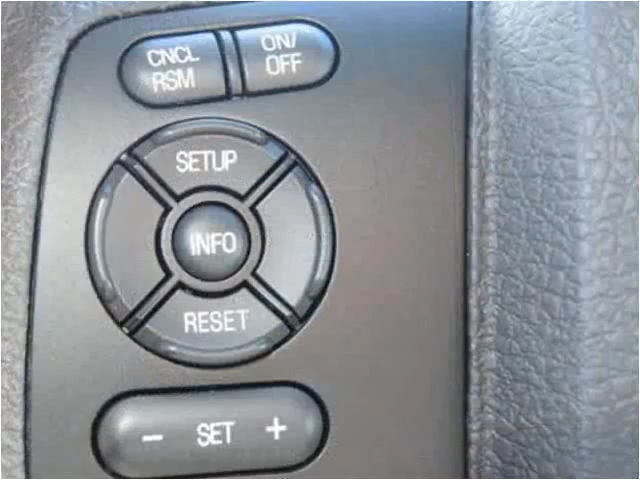 CNCL
RSM
ON/
OFF
SETUP
INFO
RESET
- SET +